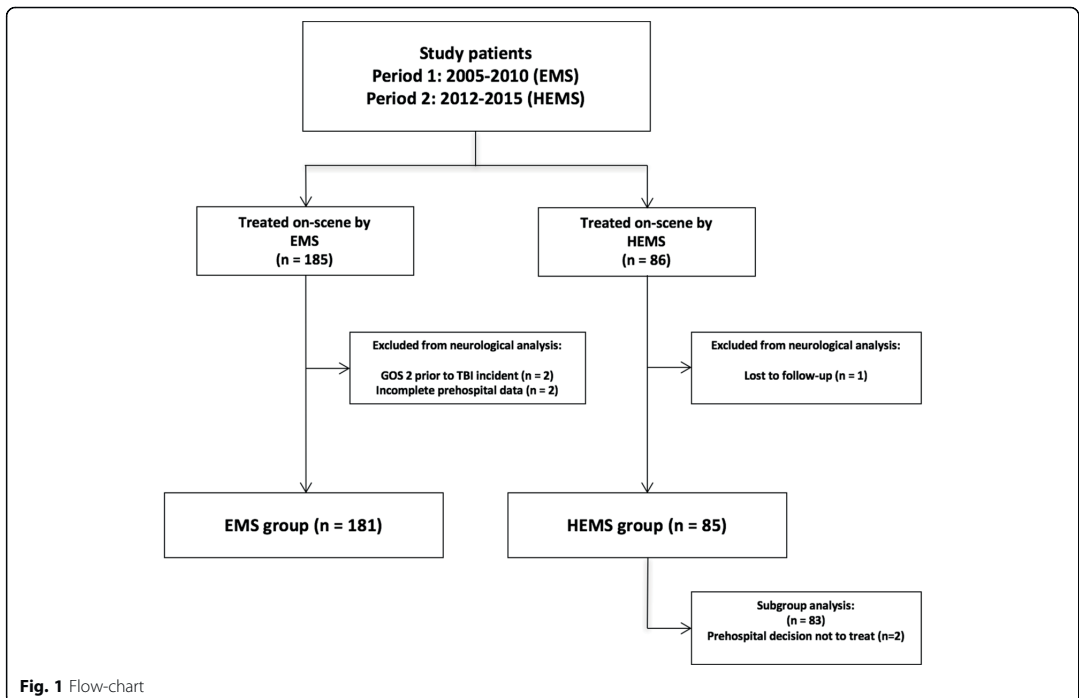 Study patients
Period 1: 2005-2010 (EMS)
Period 2: 2012-2015 (HEMS)
Treated on-scene by
EMS
(n = 185)
Treated on-scene by
HEMS
(n = 86)
Excluded from neurological analysis:
GOS 2 prior to TBI incident (n = 2)
Incomplete prehospital data (n = 2)
Excluded from neurological analysis:
Lost to follow-up (n = 1)
EMS group (n = 181)
HEMS group (n = 85)
Subgroup analysis:
(n = 83)
Prehospital decision not to treat (n=2)
Fig. 1 Flow-chart